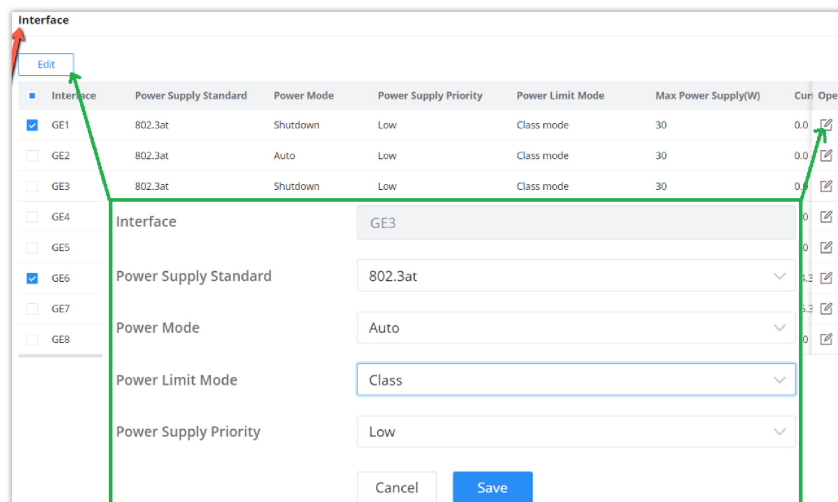 Interface
Edit
Interface Power Supply Standard Power Mode Power Supply Priority Power Limit Mode Max Power Supply(W) Cur Ope
GE1 802.3at Shutdown Low Class mode 30 0.0
GE2 802.3at Auto Low Class mode 30 0.0
GE3 802.3at Shutdown Low Class mode 30 0.0
GE4 0
GE5 0
GE6 .3
GE7 .3
GE8 0
Interface GE3
Power Supply Standard 802.3at
Power Mode Auto
Power Limit Mode Class
Power Supply Priority Low
Cancel Save